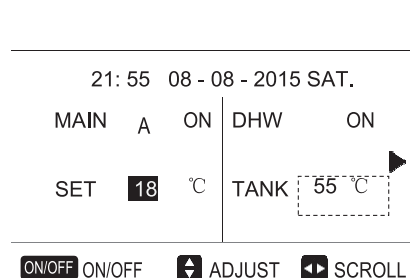 21: 55 08 - 08 - 2015 SAT.
MAIN A ON DHW ON
SET 18 °C TANK 55 °C
ON/OFF ON/OFF ADJUST SCROLL